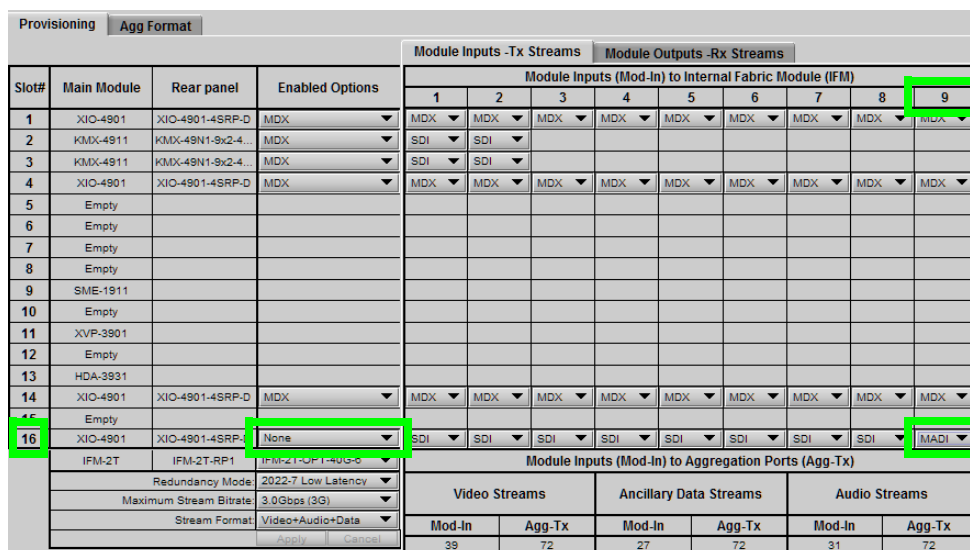 Provisioning Agg Format
Module Inputs -Tx Streams Module Outputs -Rx Streams
Slot# Main Module Rear panel Enabled Options Module Inputs (Mod-In) to Internal Fabric Module (IFM)
1 2 3 4 5 6 7 8 9
1 XIO-4901 XIO-4901-4SRP-D MDX MDX MDX MDX MDX MDX MDX MDX MDX MDX
2 KMX-4911 KMX-49N1-9x2-4... MDX SDI SDI
3 KMX-4911 KMX-49N1-9x2-4... MDX SDI SDI
4 XIO-4901 XIO-4901-4SRP-D MDX MDX MDX MDX MDX MDX MDX MDX MDX MDX
5 Empty
6 Empty
7 Empty
8 Empty
9 SME-1911
10 Empty
11 XVP-3901
12 Empty
13 HDA-3931
14 XIO-4901 XIO-4901-4SRP-D MDX MDX MDX MDX MDX MDX MDX MDX MDX MDX
15 Empty
16 XIO-4901 XIO-4901-4SRP-D None SDI SDI SDI SDI SDI SDI SDI SDI MADI
IFM-2T IFM-2T-RP1 IFM-2T-OPT-40G-6 Module Inputs (Mod-In) to Aggregation Ports (Agg-Tx)
Redundancy Mode: 2022-7 Low Latency
Maximum Stream Bitrate: 3.0Gbps (3G) Video Streams Ancillary Data Streams Audio Streams
Stream Format: Video+Audio+Data
Mod-In Agg-Tx Mod-In Agg-Tx Mod-In Agg-Tx
Apply Cancel
39 72 27 72 31 72